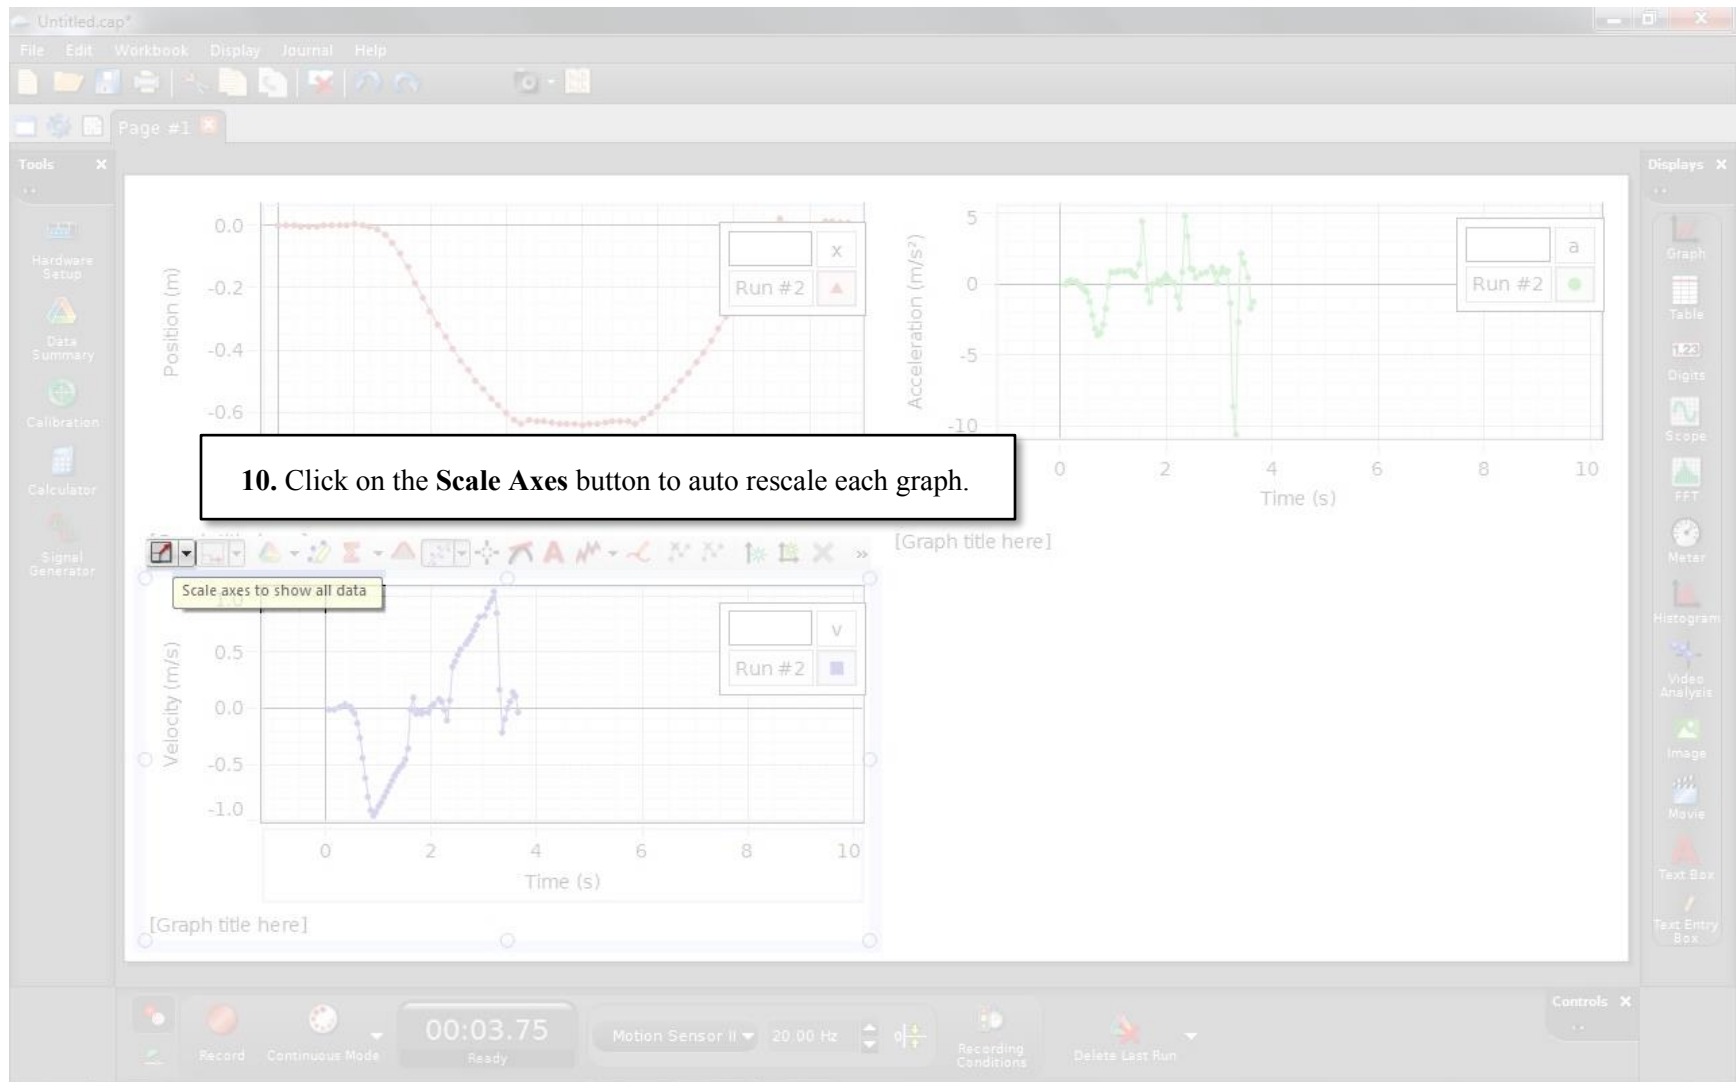 Untitled.cap*
File Edit Workbook Display Journal Help
Page #1
Tools
Displays
Hardware
Setup
Data
Summary
Calibration
Calculator
Signal
Generator
0.0
-0.2
-0.4
-0.6
Position (m)
x
Run #2
5
0
-5
-10
Acceleration (m/s²)
a
Run #2
0 2 4 6 8 10
Time (s)
[Graph title here]
10. Click on the Scale Axes button to auto rescale each graph.
Scale axes to show all data
1.0
0.5
0.0
-0.5
-1.0
Velocity (m/s)
v
Run #2
0 2 4 6 8 10
Time (s)
[Graph title here]
Graph
Table
1.23
Digits
Scope
FFT
Meter
Histogram
Video
Analysis
Image
Movie
Text Box
Text Entry
Box
Controls
Record
Continuous Mode
00:03.75
Ready
Motion Sensor II
20.00 Hz
Recording
Conditions
Delete Last Run